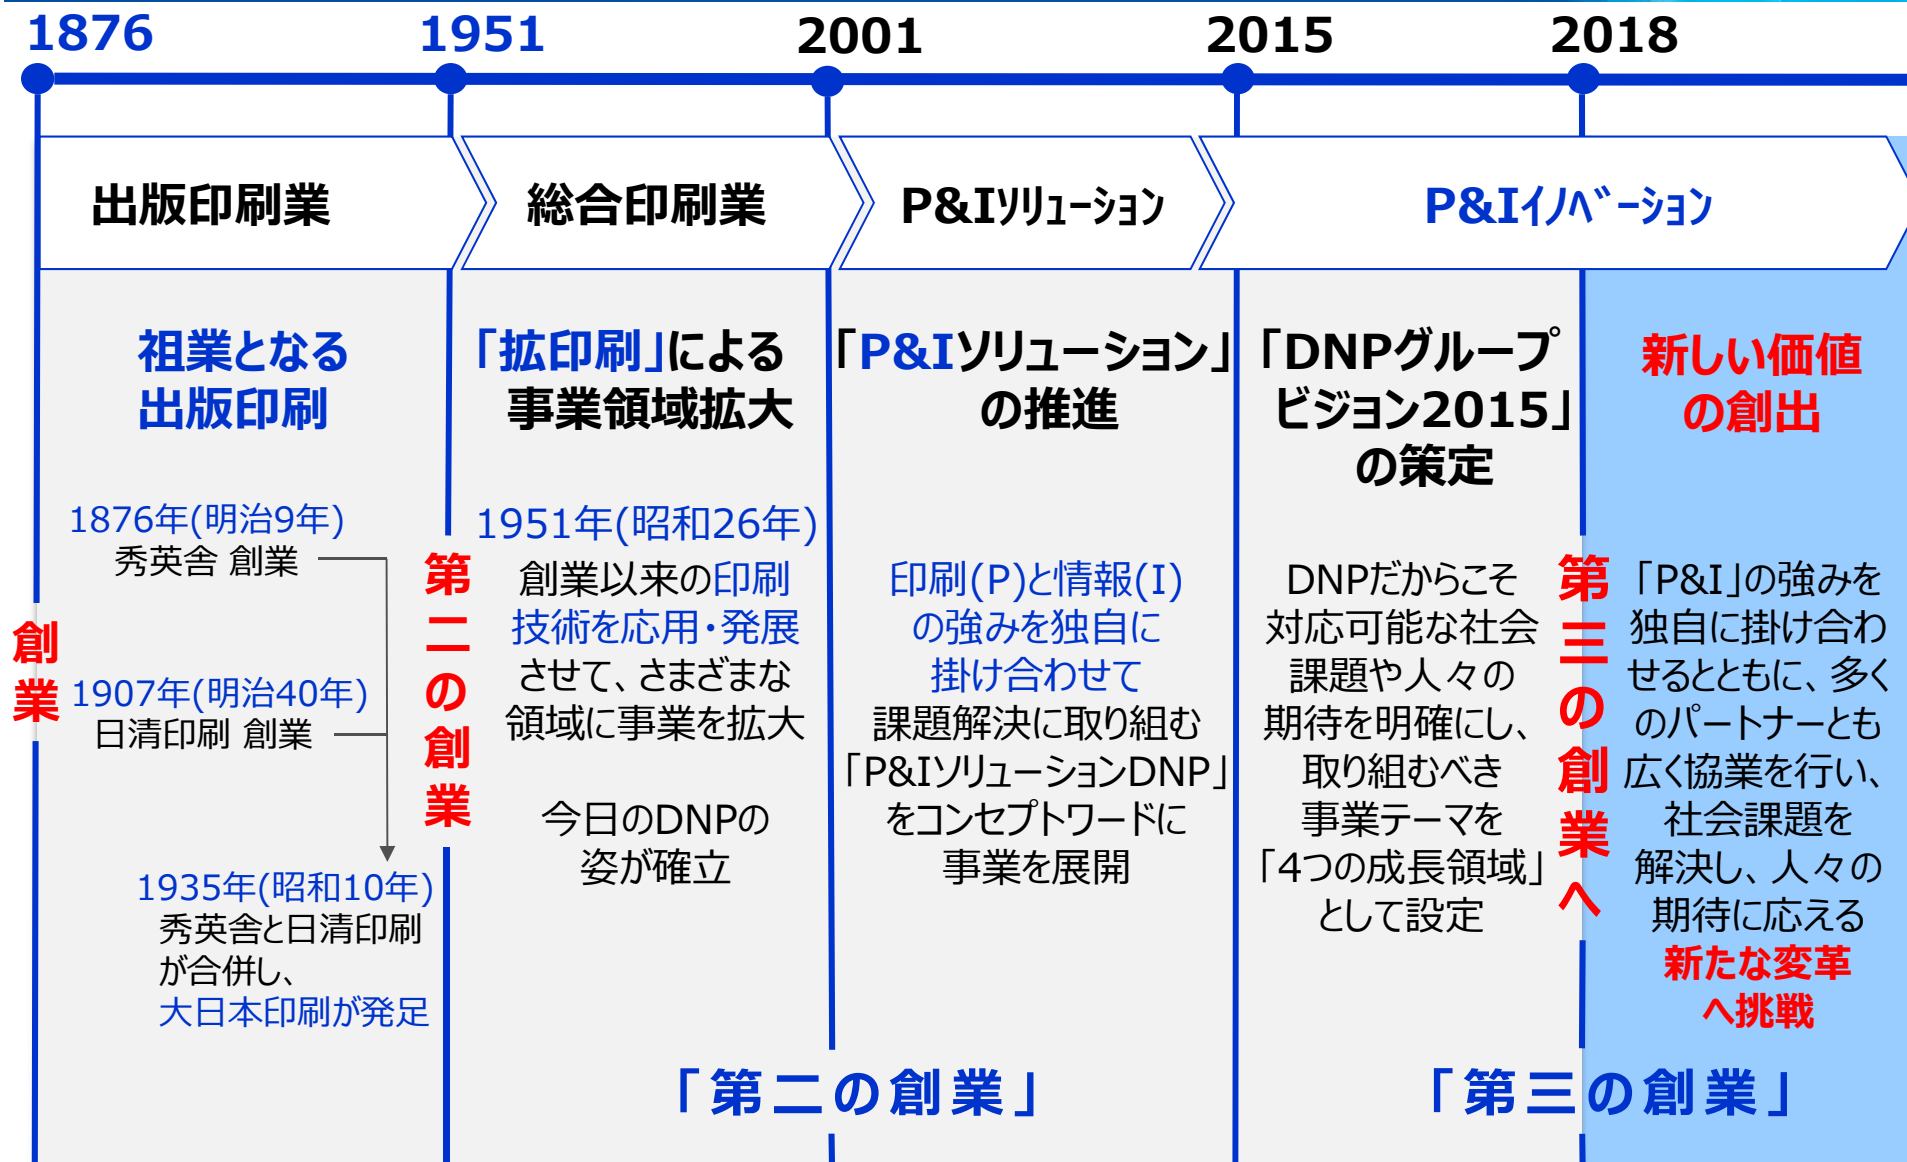 1876
1951
2001
2015
2018
出版印刷業
総合印刷業
P&Iｿﾘｭｰｼｮﾝ
P&Iｲﾉﾍﾞｰｼｮﾝ
祖業となる
出版印刷
1876年(明治9年)
秀英舎 創業
1907年(明治40年)
日清印刷 創業
1935年(昭和10年)
秀英舎と日清印刷
が合併し、
大日本印刷が発足
創業
「拡印刷」による
事業領域拡大
1951年(昭和26年)
創業以来の印刷
技術を応用・発展
させて、さまざまな
領域に事業を拡大
今日のDNPの
姿が確立
第二の創業
「P&Iソリューション」
の推進
印刷(P)と情報(I)
の強みを独自に
掛け合わせて
課題解決に取り組む
「P&IソリューションDNP」
をコンセプトワードに
事業を展開
「DNPグループ
ビジョン2015」
の策定
DNPだからこそ
対応可能な社会
課題や人々の
期待を明確にし、
取り組むべき
事業テーマを
「4つの成長領域」
として設定
第三の創業へ
新しい価値
の創出
「P&I」の強みを
独自に掛け合わ
せるとともに、多く
のパートナーとも
広く協業を行い、
社会課題を
解決し、人々の
期待に応える
新たな変革
へ挑戦
「第二の創業」
「第三の創業」